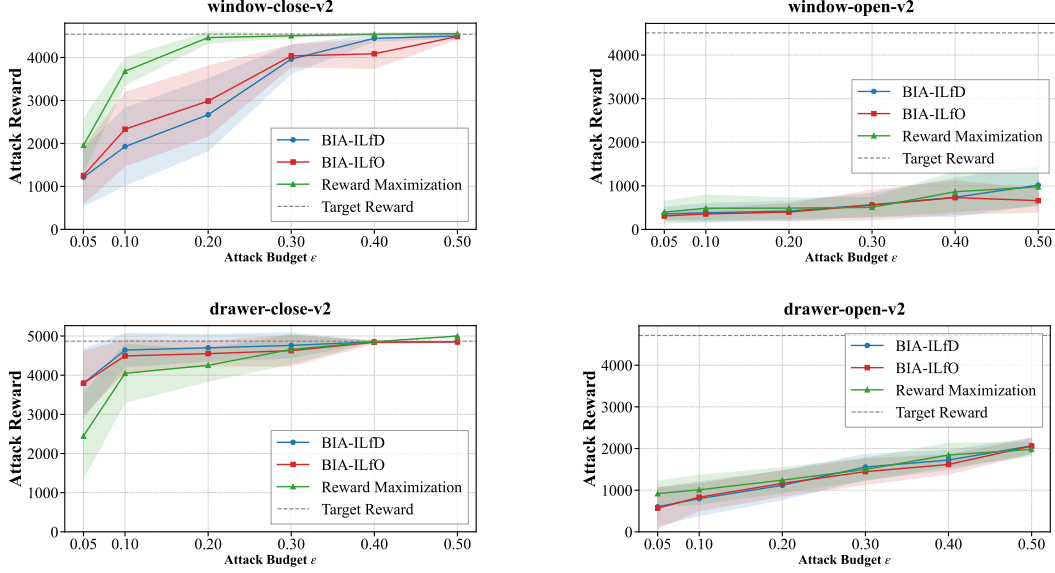 window-close-v2
Attack Reward
4000
3000
2000
1000
0
BIA-ILfD
BIA-ILfO
Reward Maximization
Target Reward
0.05 0.10 0.20 0.30 0.40 0.50
Attack Budget ε
window-open-v2
Attack Reward
4000
3000
2000
1000
0
BIA-ILfD
BIA-ILfO
Reward Maximization
Target Reward
0.05 0.10 0.20 0.30 0.40 0.50
Attack Budget ε
drawer-close-v2
Attack Reward
5000
4000
3000
2000
1000
0
BIA-ILfD
BIA-ILfO
Reward Maximization
Target Reward
0.05 0.10 0.20 0.30 0.40 0.50
Attack Budget ε
drawer-open-v2
Attack Reward
4000
3000
2000
1000
0
BIA-ILfD
BIA-ILfO
Reward Maximization
Target Reward
0.05 0.10 0.20 0.30 0.40 0.50
Attack Budget ε